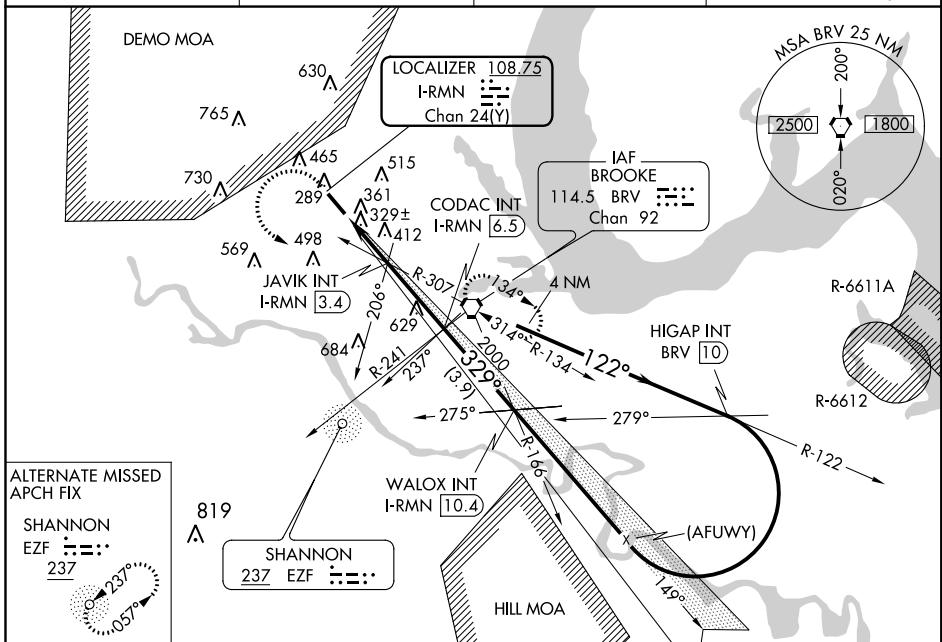 DEMO MOA
630
765
730
LOCALIZER 108.75
I-RMN
Chan 24(Y)
MSA BRV 25 NM
200°
2500
1800
020°
465
515
289
361
329±
412
569
498
CODAC INT
I-RMN 6.5
IAF
BROOKE
114.5 BRV
Chan 92
JAVIK INT
I-RMN 3.4
206°
R-307
134°
4 NM
629
684
314°
R-134
2000
122°
HIGAP INT
BRV 10
R-6611A
R-6612
R-241
237°
329°
(3.9)
275°
279°
R-122
R-166
WALOX INT
I-RMN 10.4
(AFUWY)
149°
HILL MOA
819
SHANNON
237 EZF
ALTERNATE MISSED
APCH FIX
SHANNON
EZF
237
237°
057°